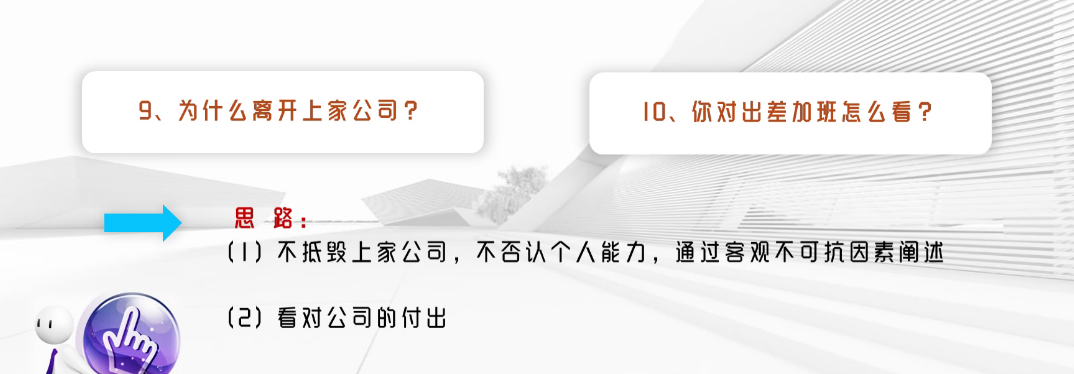 9、为什么离开上家公司？
10、你对出差加班怎么看？
思 路：
（1）不抵毁上家公司，不否认个人能力，通过客观不可抗因素阐述
（2）看对公司的付出